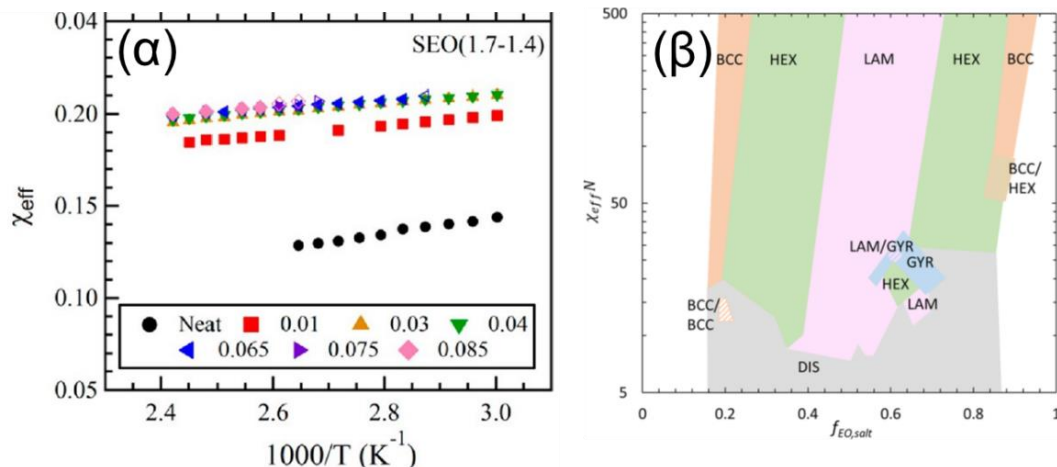 (α)
SEO(1.7-1.4)
0.04
0.20
0.15
0.10
0.05
χeff
Neat 0.01 0.03 0.04
0.065 0.075 0.085
2.4 2.6 2.8 3.0
1000/T (K⁻¹)
(β)
500
50
5
χeffN
BCC HEX LAM HEX BCC
BCC/
HEX
LAM/GYR
GYR
HEX
LAM
BCC/
BCC
DIS
0 0.2 0.4 0.6 0.8 1
fEO,salt